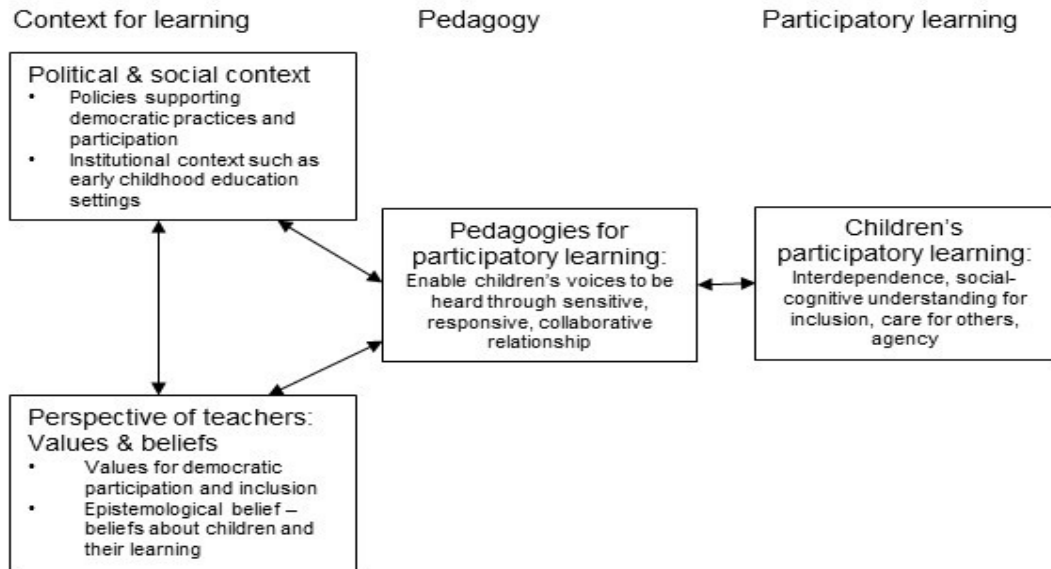 Context for learning
Pedagogy
Participatory learning
Political & social context
• Policies supporting
democratic practices and
participation
• Institutional context such as
early childhood education
settings
Pedagogies for
participatory learning:
Enable children’s voices to be
heard through sensitive,
responsive, collaborative
relationship
Children’s
participatory learning:
Interdependence, social-
cognitive understanding for
inclusion, care for others,
agency
Perspective of teachers:
Values & beliefs
• Values for democratic
participation and inclusion
• Epistemological belief –
beliefs about children and
their learning